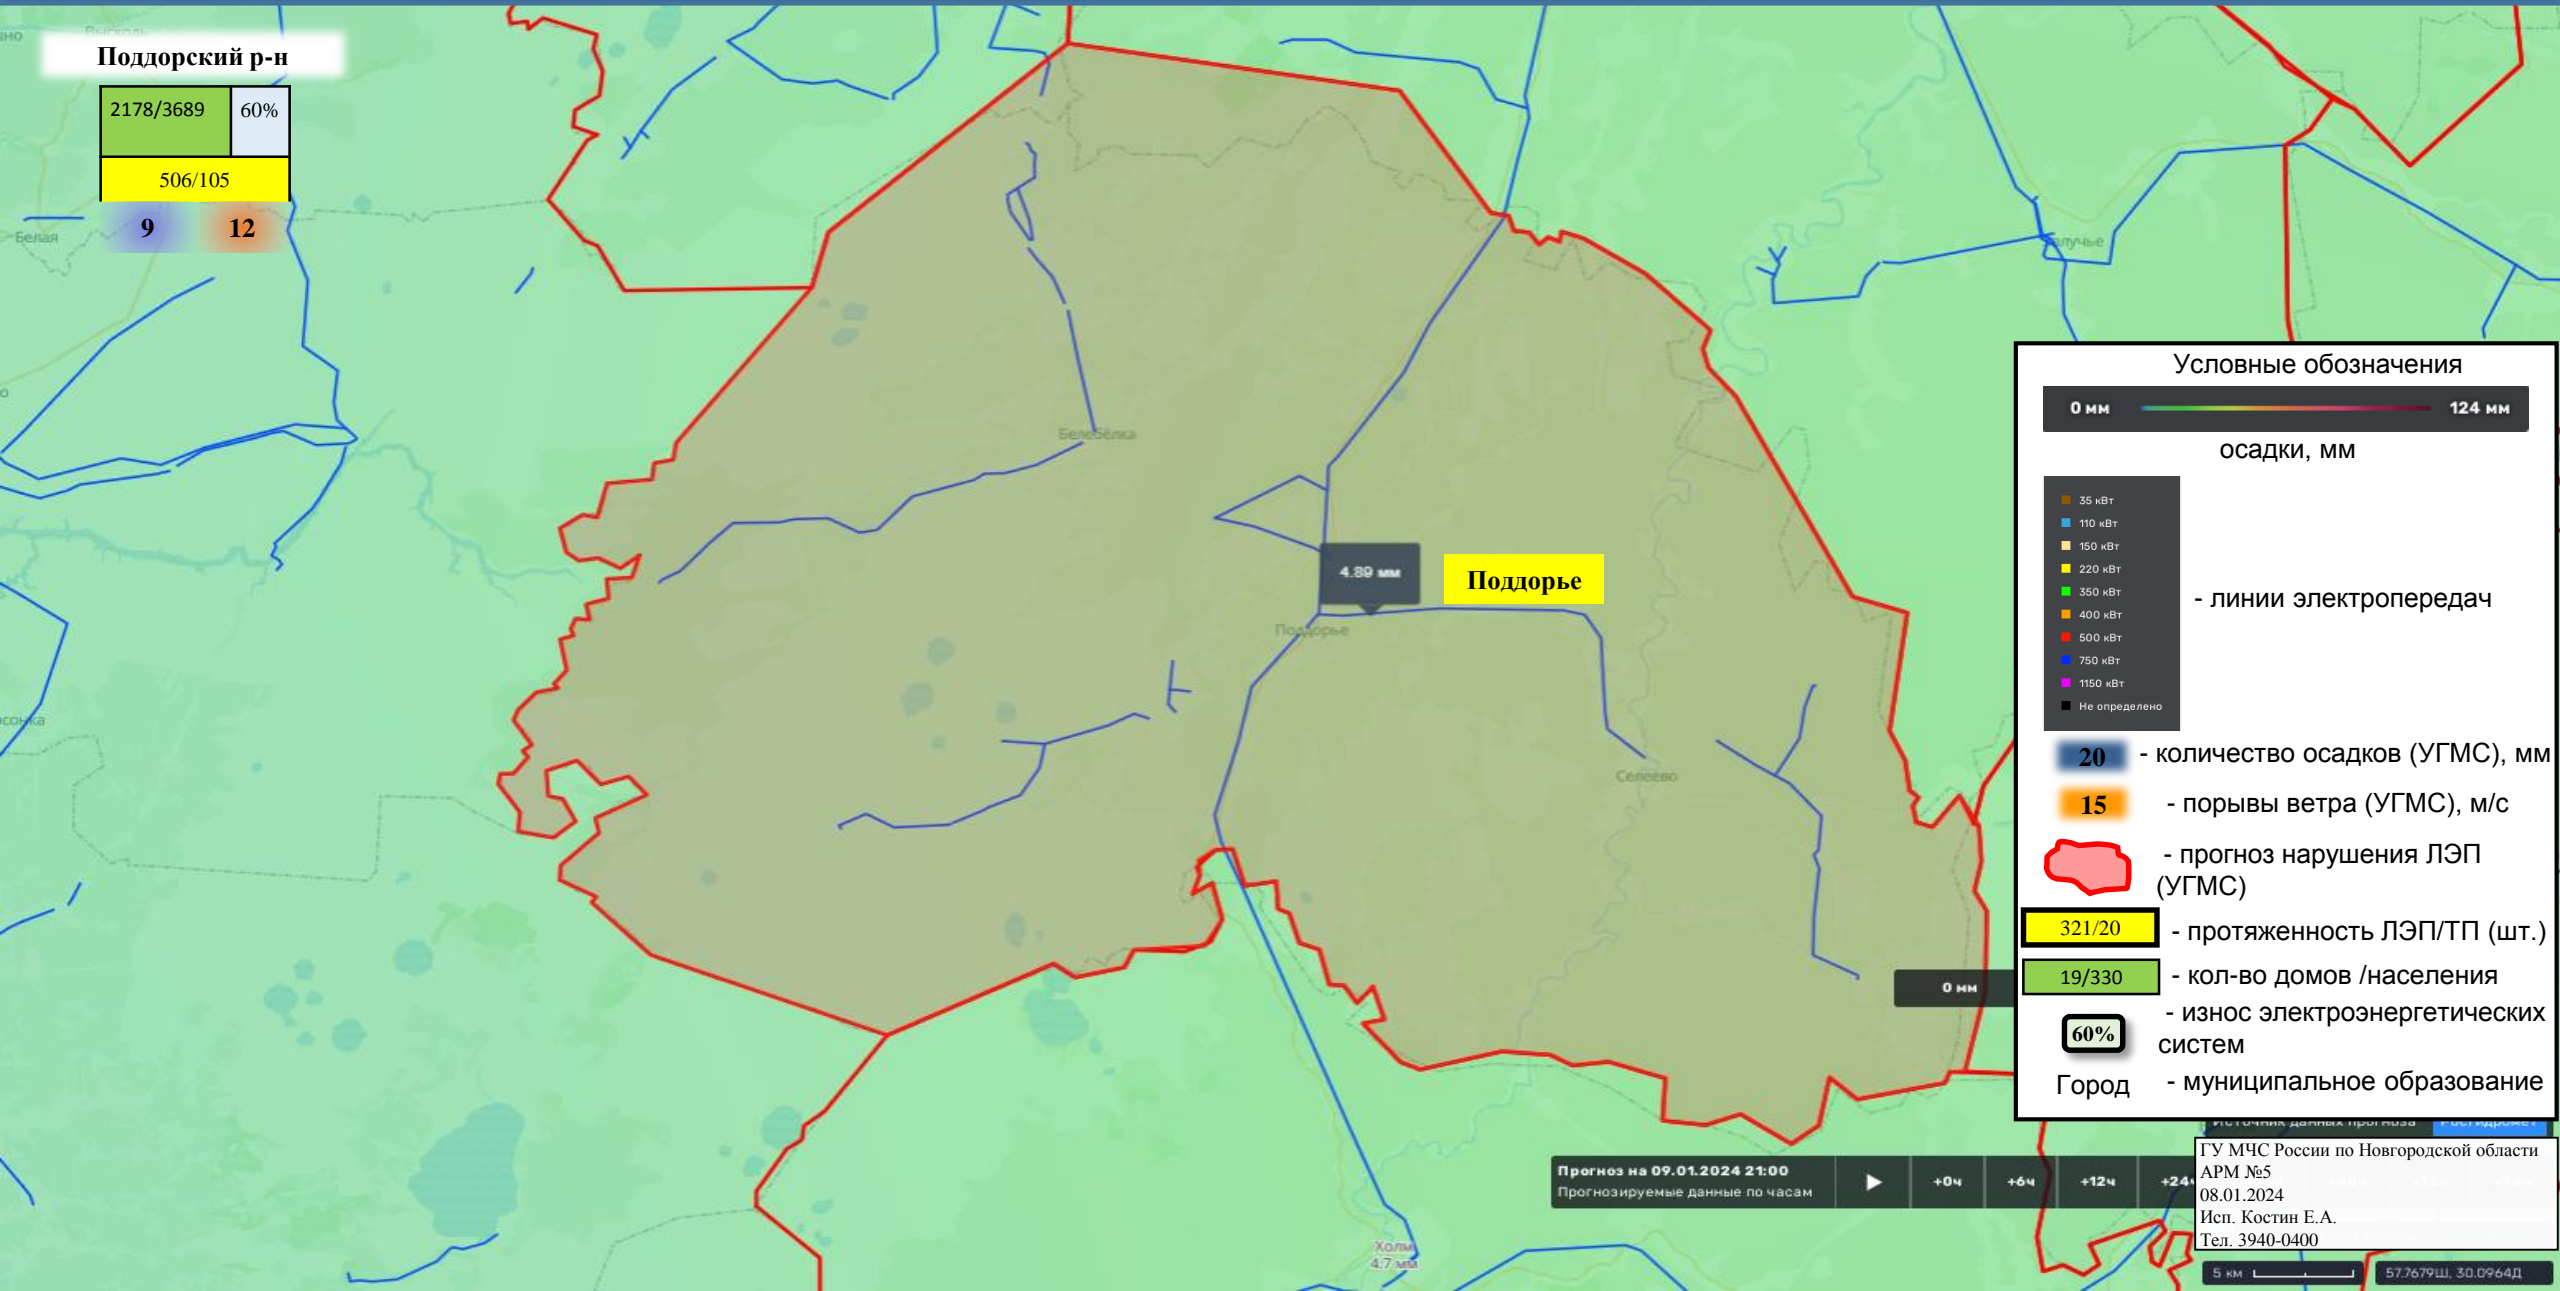 Поддорский р-н
2178/3689 60%
506/105
9 12
Белая
Белебёлка
4.89 мм
Поддорье
Поддорье
Селеево
Холм
4.7 мм
0 мм
Условные обозначения
0 мм 124 мм
осадки, мм
35 кВт
110 кВт
150 кВт
220 кВт
350 кВт
400 кВт
500 кВт
750 кВт
1150 кВт
Не определено
- линии электропередач
20 - количество осадков (УГМС), мм
15 - порывы ветра (УГМС), м/с
- прогноз нарушения ЛЭП
(УГМС)
321/20 - протяженность ЛЭП/ТП (шт.)
19/330 - кол-во домов /населения
60% - износ электроэнергетических
систем
Город - муниципальное образование
Источник данных прогноза Росгидромет
Прогноз на 09.01.2024 21:00
Прогнозируемые данные по часам
+0ч +6ч +12ч +24ч
ГУ МЧС России по Новгородской области
АРМ №5
08.01.2024
Исп. Костин Е.А.
Тел. 3940-0400
5 км 57.7679Ш, 30.0964Д